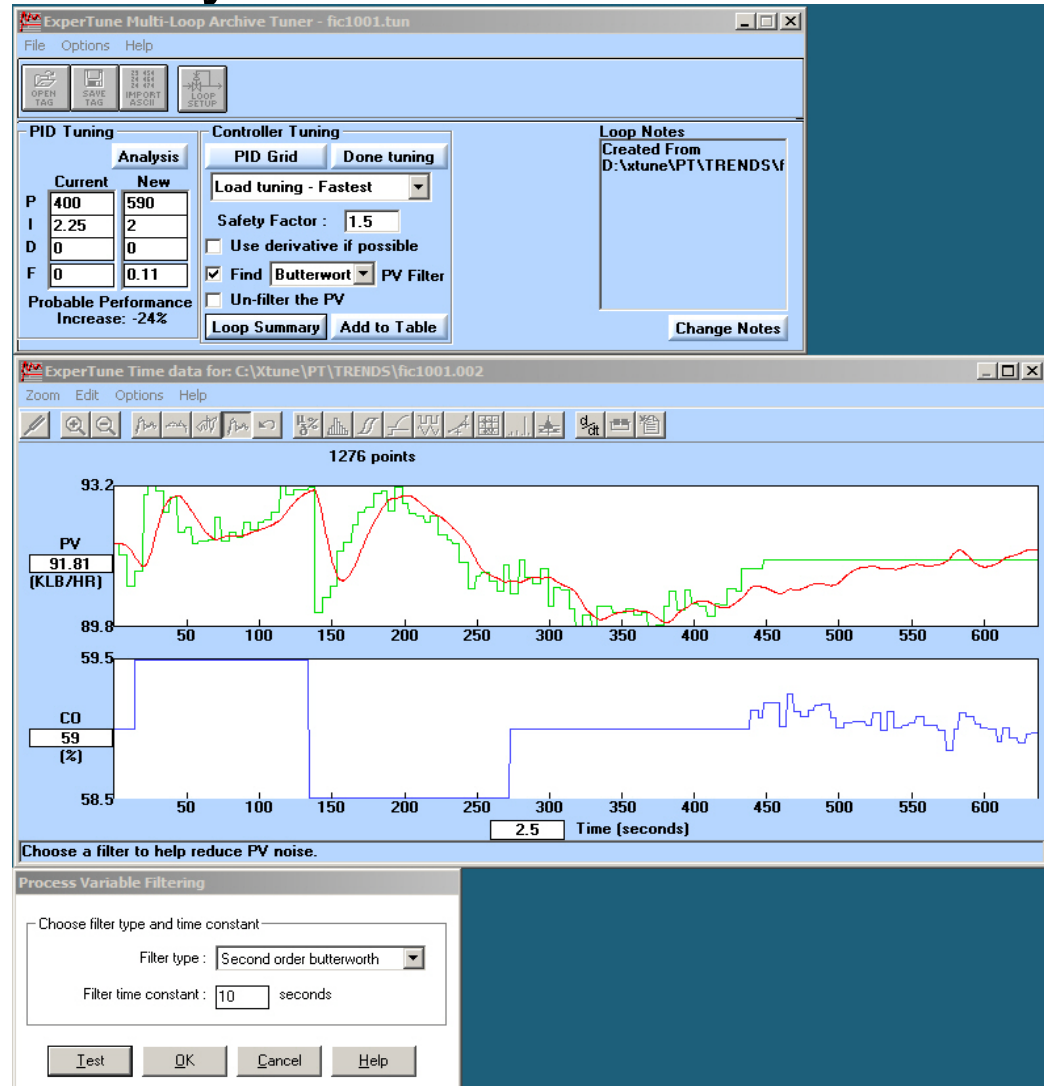 ExperTune Multi-Loop Archive Tuner - fic1001.tun
File Options Help
OPEN TAG SAVE TAG IMPORT ASCII LOOP SETUP
PID Tuning
Analysis
Current New
P 400 590
I 2.25 2
D 0 0
F 0 0.11
Probable Performance
Increase: -24%
Controller Tuning
PID Grid Done tuning
Load tuning - Fastest
Safety Factor : 1.5
Use derivative if possible
Find Butterwort PV Filter
Un-filter the PV
Loop Summary Add to Table
Loop Notes
Created From
D:\xtune\PT\TRENDS\f
Change Notes
ExperTune Time data for: C:\Xtune\PT\TRENDS\fic1001.002
Zoom Edit Options Help
1276 points
93.2
PV
91.81
(KLB/HR)
89.8
50 100 150 200 250 300 350 400 450 500 550 600
59.5
CO
59
(%)
58.5
50 100 150 200 250 300 350 400 450 500 550 600
2.5 Time (seconds)
Choose a filter to help reduce PV noise.
Process Variable Filtering
Choose filter type and time constant
Filter type : Second order butterworth
Filter time constant : 10 seconds
Test OK Cancel Help